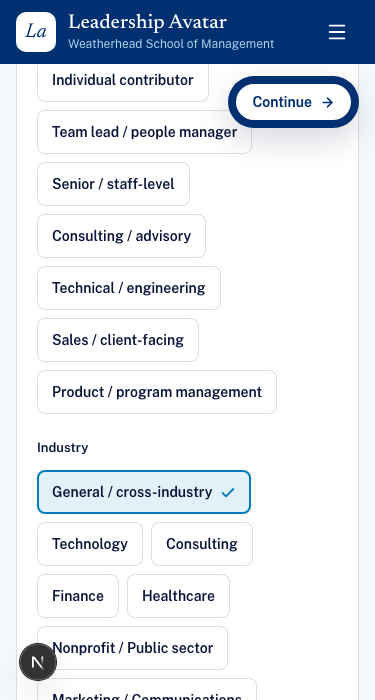 La
Leadership Avatar
Weatherhead School of Management
Individual contributor
Continue →
Team lead / people manager
Senior / staff-level
Consulting / advisory
Technical / engineering
Sales / client-facing
Product / program management
Industry
General / cross-industry ✓
Technology
Consulting
Finance
Healthcare
Nonprofit / Public sector
N
Marketing / Communications